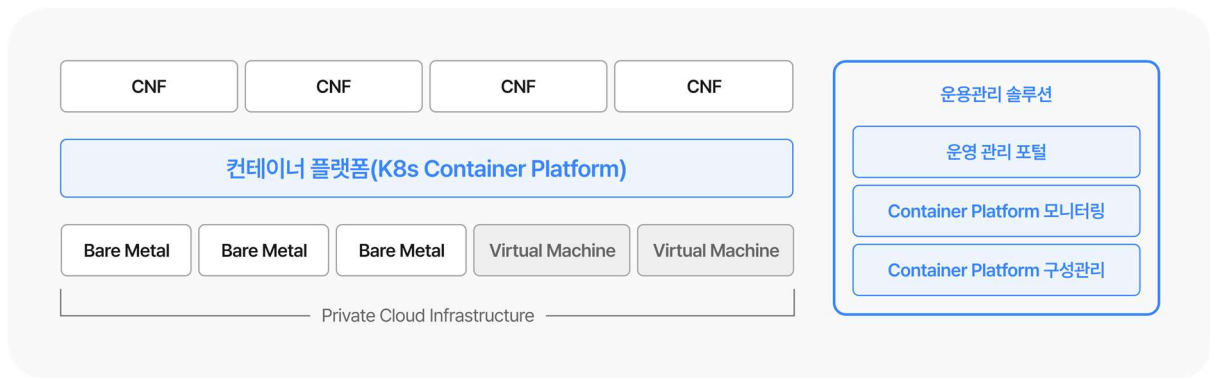 CNF
CNF
CNF
CNF
컨테이너 플랫폼(K8s Container Platform)
Bare Metal
Bare Metal
Bare Metal
Virtual Machine
Virtual Machine
Private Cloud Infrastructure
운용관리 솔루션
운영 관리 포털
Container Platform 모니터링
Container Platform 구성관리